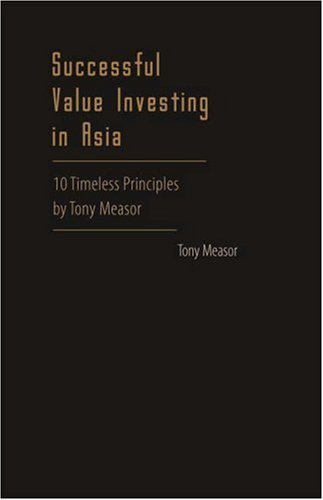 Successful
Value Investing
in Asia
10 Timeless Principles
by Tony Measor
Tony Measor